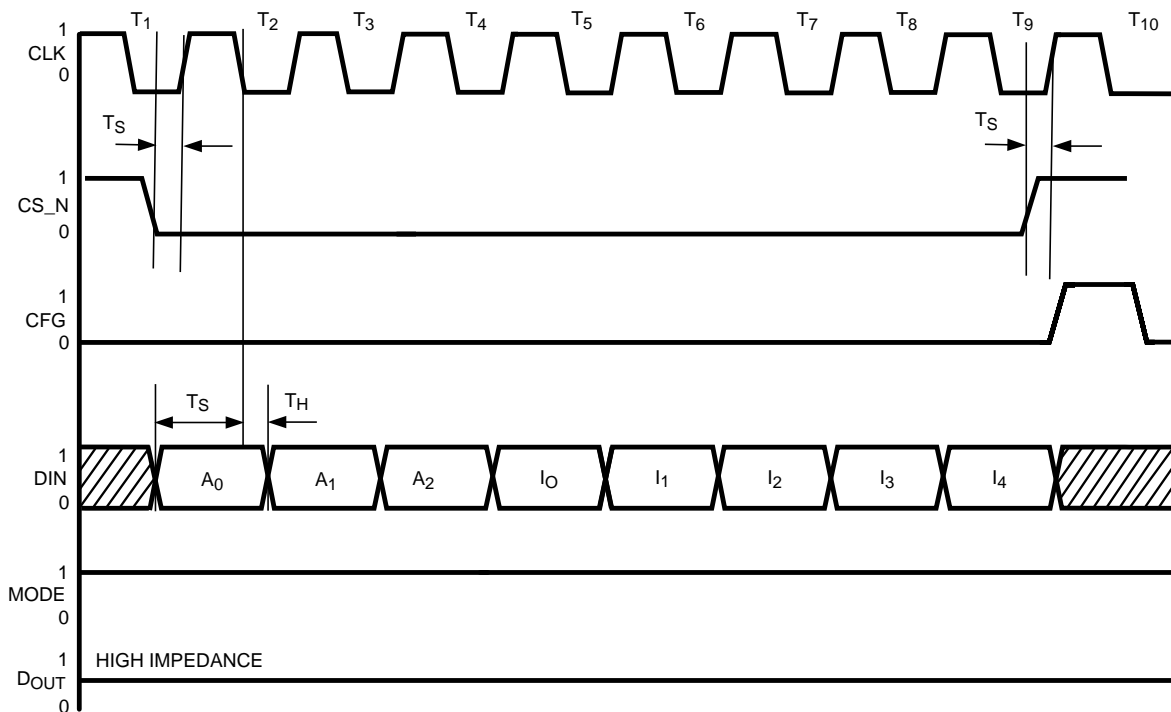 T1 T2 T3 T4 T5 T6 T7 T8 T9 T10
1
CLK
0
TS TS
1
CS_N
0
1
CFG
0
TS TH
1
DIN
0
A0 A1 A2 IO I1 I2 I3 I4
1
MODE
0
1
HIGH IMPEDANCE
DOUT
0